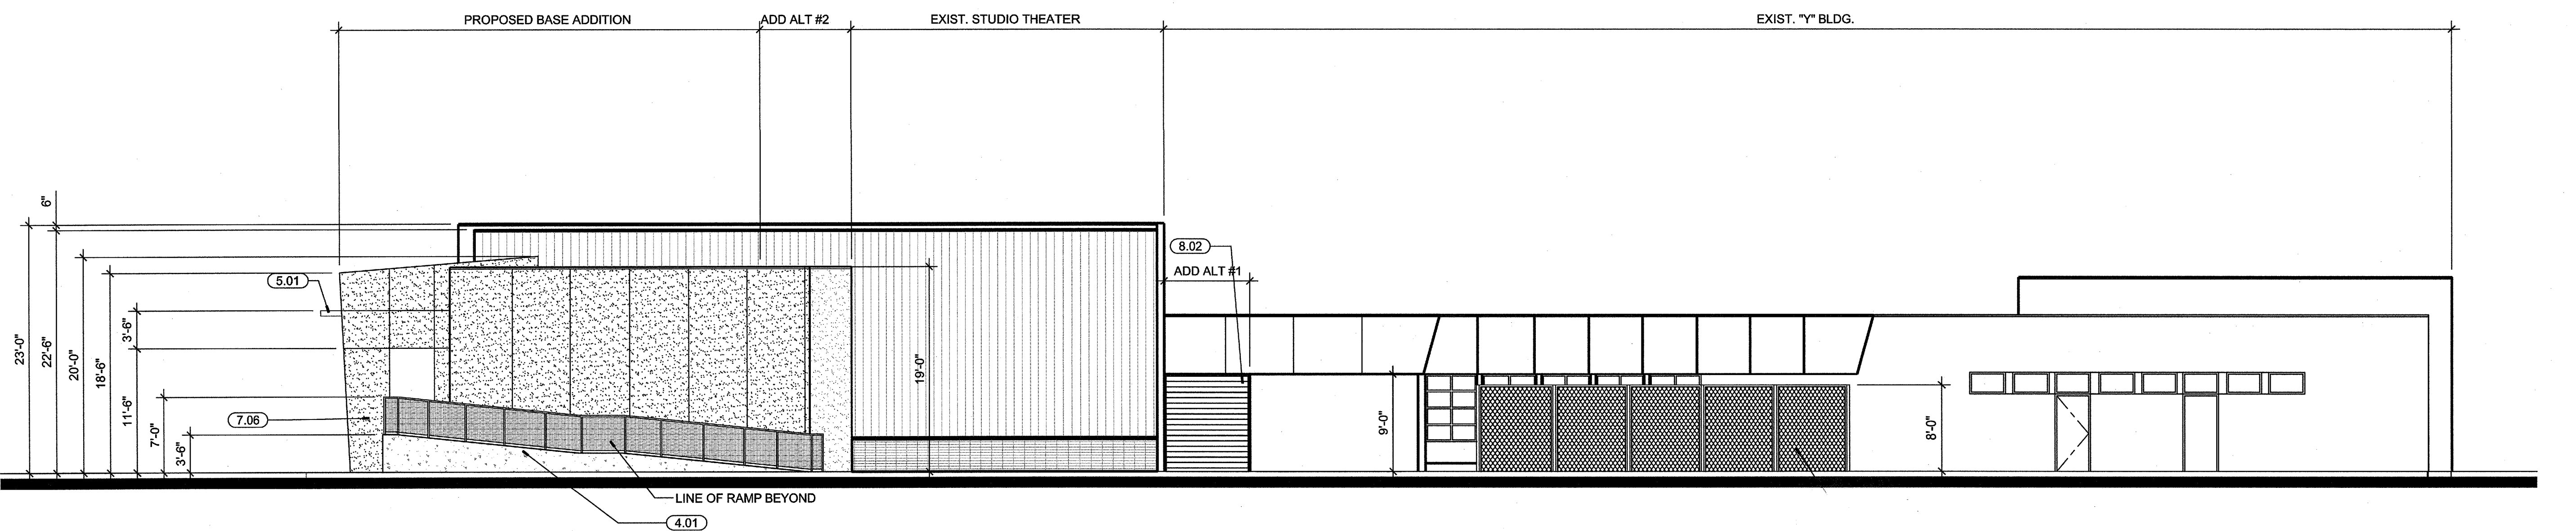 PROPOSED BASE ADDITION
ADD ALT #2
EXIST. STUDIO THEATER
EXIST. "Y" BLDG.
6"
23'-0"
22'-6"
20'-0"
18'-6"
3'-6"
11'-6"
7'-0"
3'-6"
5.01
7.06
19'-0"
8.02
ADD ALT #1
9'-0"
8'-0"
LINE OF RAMP BEYOND
4.01